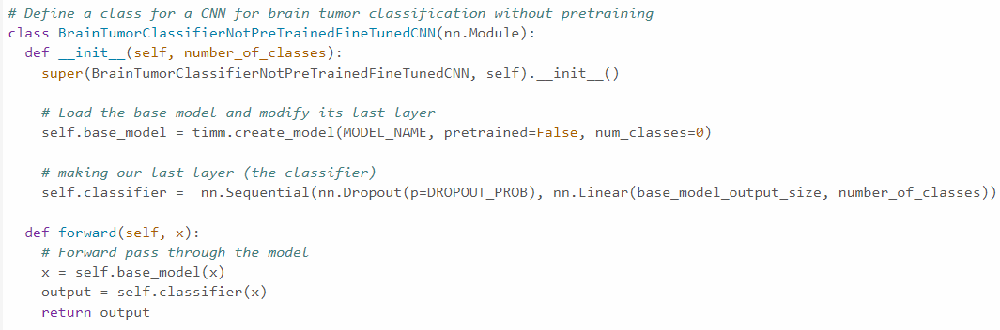 # Define a class for a CNN for brain tumor classification without pretraining
class BrainTumorClassifierNotPreTrainedFineTunedCNN(nn.Module):
  def __init__(self, number_of_classes):
    super(BrainTumorClassifierNotPreTrainedFineTunedCNN, self).__init__()

    # Load the base model and modify its last layer
    self.base_model = timm.create_model(MODEL_NAME, pretrained=False, num_classes=0)

    # making our last layer (the classifier)
    self.classifier =  nn.Sequential(nn.Dropout(p=DROPOUT_PROB), nn.Linear(base_model_output_size, number_of_classes))

  def forward(self, x):
    # Forward pass through the model
    x = self.base_model(x)
    output = self.classifier(x)
    return output